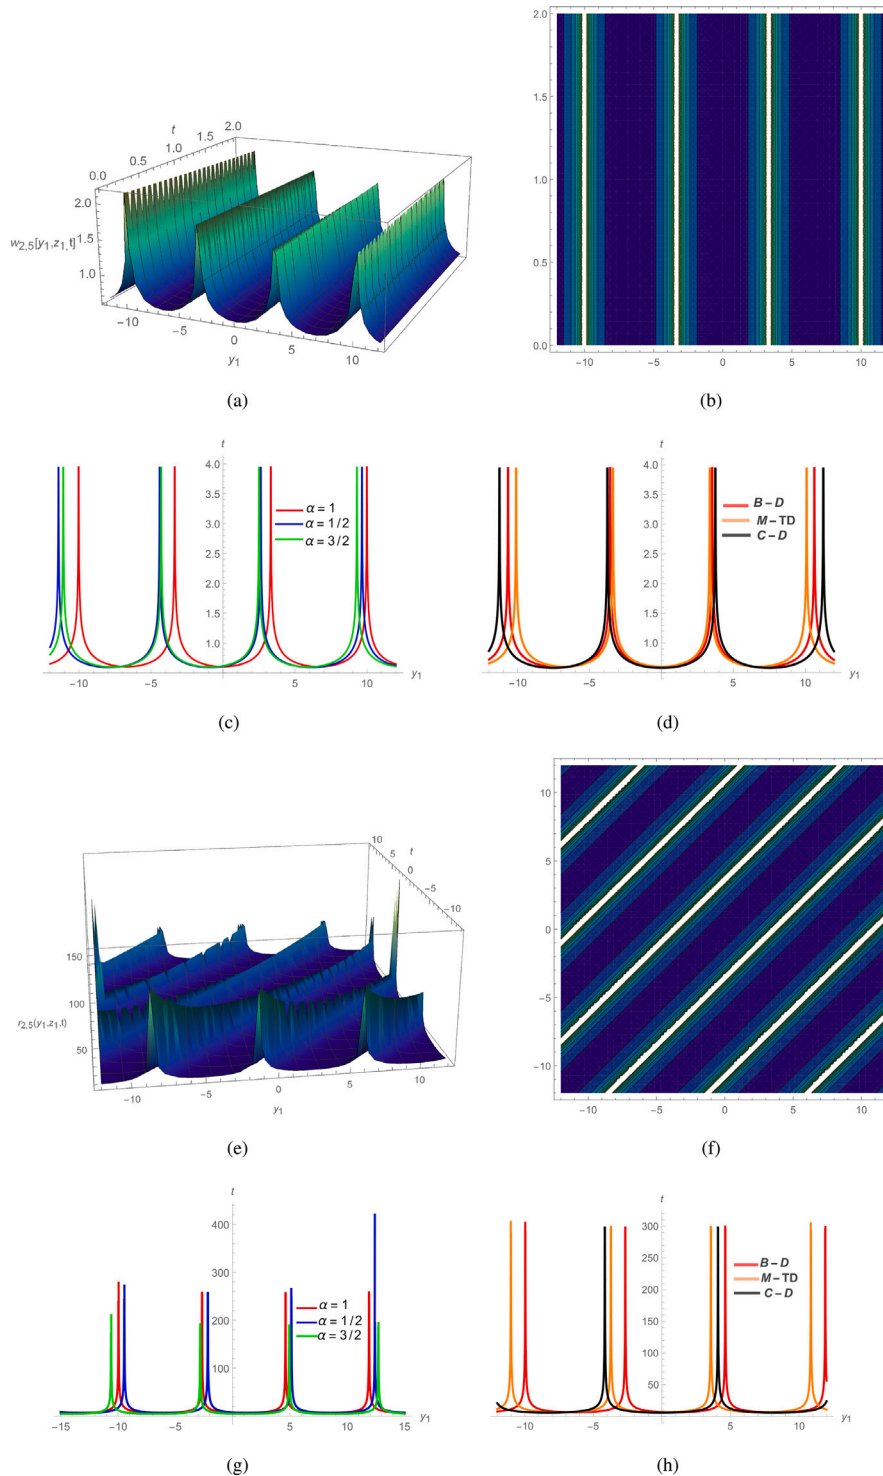 t
0.0 0.5 1.0 1.5 2.0
2.0
1.5
1.0
w2,5[y1,z1,t]
-10 -5 0 5 10
y1
(a)
2.0
1.5
1.0
0.5
0.0
-10 -5 0 5 10
(b)
t
4.0
3.5
3.0
2.5
2.0
1.5
1.0
α = 1
α = 1/2
α = 3/2
-10 -5 5 10 y1
(c)
t
4.0
3.5
3.0
2.5
2.0
1.5
1.0
B – D
M – TD
C – D
-10 -5 0 5 10 y1
(d)
10
5 t
0
-5
-10
150
100
50
r2,5(y1,z1,t)
-10 -5 0 5 10
y1
(e)
10
5
0
-5
-10
-10 -5 0 5 10
(f)
t
400
300
200
100
α = 1
α = 1/2
α = 3/2
-15 -10 -5 0 5 10 15 y1
(g)
t
300
250
200
150
100
50
B – D
M – TD
C – D
-10 -5 0 5 10 y1
(h)